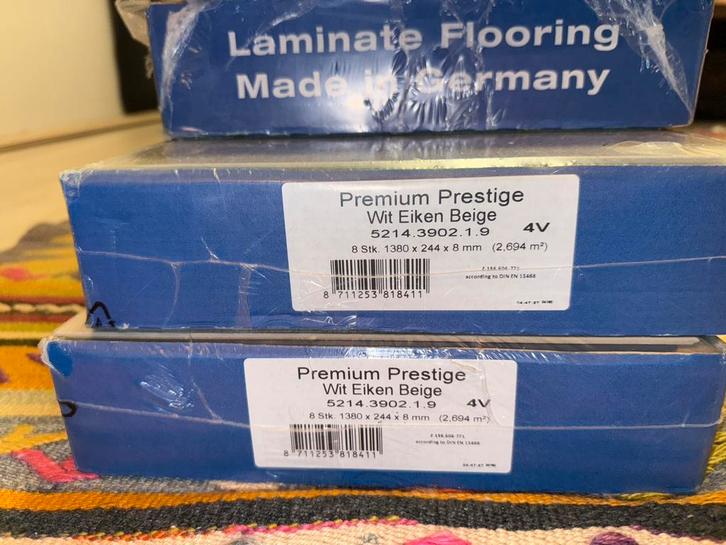 Laminate Flooring
Made in Germany
Premium Prestige
Wit Eiken Beige
5214.3902.1.9 4V
8 Stk. 1380 x 244 x 8 mm (2,694 m²)
according to DIN EN 13468
8 711253 818411
Premium Prestige
Wit Eiken Beige
5214.3902.1.9 4V
8 Stk. 1380 x 244 x 8 mm (2,694 m²)
according to DIN EN
8 711253 818411